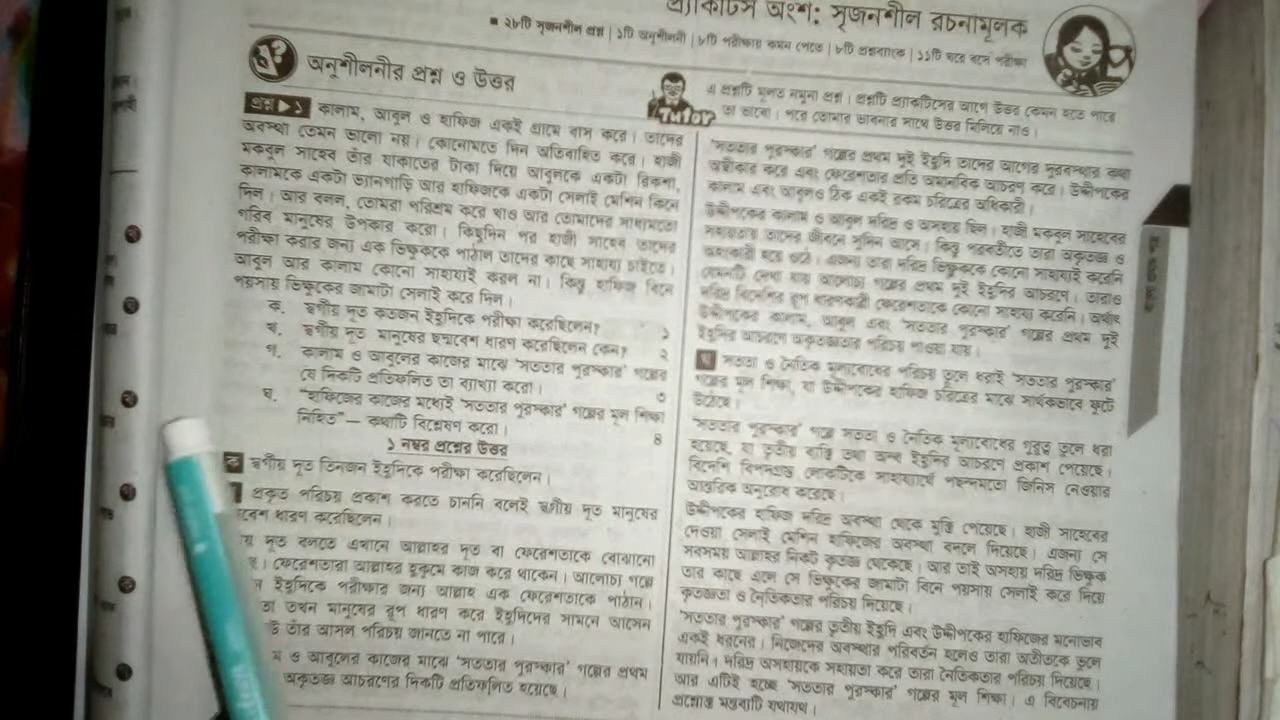 প্র্যাকটিস অংশ: সৃজনশীল রচনামূলক
■ ২৮টি সৃজনশীল প্রশ্ন | ১টি অনুশীলনী | ৮টি পরীক্ষায় কমন পেতে | ৮টি প্রশ্নব্যাংক | ১১টি ঘরে বসে পরীক্ষা
অনুশীলনীর প্রশ্ন ও উত্তর
Tutor
এ প্রশ্নটি মূলত নমুনা প্রশ্ন। প্রশ্নটি প্র্যাকটিসের আগে উত্তর কেমন হতে পারে
তা ভাবো। পরে তোমার ভাবনার সাথে উত্তর মিলিয়ে নাও।
প্রশ্ন ▶ ১ কালাম, আবুল ও হাফিজ একই গ্রামে বাস করে। তাদের
অবস্থা তেমন ভালো নয়। কোনোমতে দিন অতিবাহিত করে। হাজী
মকবুল সাহেব তাঁর যাকাতের টাকা দিয়ে আবুলকে একটা রিকশা,
কালামকে একটা ভ্যানগাড়ি আর হাফিজকে একটা সেলাই মেশিন কিনে
দিল। আর বলল, তোমরা পরিশ্রম করে খাও আর তোমাদের সাধ্যমতো
গরিব মানুষের উপকার করো। কিছুদিন পর হাজী সাহেব তাদের
পরীক্ষা করার জন্য এক ভিক্ষুককে পাঠাল তাদের কাছে সাহায্য চাইতে।
আবুল আর কালাম কোনো সাহায্যই করল না। কিন্তু হাফিজ বিনে
পয়সায় ভিক্ষুকের জামাটা সেলাই করে দিল।
ক. স্বর্গীয় দূত কতজন ইহুদিকে পরীক্ষা করেছিলেন? ১
খ. স্বর্গীয় দূত মানুষের ছদ্মবেশ ধারণ করেছিলেন কেন? ২
গ. কালাম ও আবুলের কাজের মাঝে ‘সততার পুরস্কার’ গল্পের
যে দিকটি প্রতিফলিত তা ব্যাখ্যা করো। ৩
ঘ. “হাফিজের কাজের মধ্যেই ‘সততার পুরস্কার’ গল্পের মূল শিক্ষা
নিহিত”— কথাটি বিশ্লেষণ করো। ৪
১ নম্বর প্রশ্নের উত্তর
ক স্বর্গীয় দূত তিনজন ইহুদিকে পরীক্ষা করেছিলেন।
প্রকৃত পরিচয় প্রকাশ করতে চাননি বলেই স্বর্গীয় দূত মানুষের
বেশ ধারণ করেছিলেন।
দূত বলতে এখানে আল্লাহর দূত বা ফেরেশতাকে বোঝানো
। ফেরেশতারা আল্লাহর হুকুমে কাজ করে থাকেন। আলোচ্য গল্পে
ইহুদিকে পরীক্ষার জন্য আল্লাহ এক ফেরেশতাকে পাঠান।
তা তখন মানুষের রূপ ধারণ করে ইহুদিদের সামনে আসেন
উ তাঁর আসল পরিচয় জানতে না পারে।
ম ও আবুলের কাজের মাঝে ‘সততার পুরস্কার’ গল্পের প্রথম
অকৃতজ্ঞ আচরণের দিকটি প্রতিফলিত হয়েছে।
‘সততার পুরস্কার’ গল্পের প্রথম দুই ইহুদি তাদের আগের দুরবস্থার কথা
অস্বীকার করে এবং ফেরেশতার প্রতি অমানবিক আচরণ করে। উদ্দীপকের
কালাম এবং আবুলও ঠিক একই রকম চরিত্রের অধিকারী।
উদ্দীপকের কালাম ও আবুল দরিদ্র ও অসহায় ছিল। হাজী মকবুল সাহেবের
সহায়তায় তাদের জীবনে সুদিন আসে। কিন্তু পরবর্তীতে তারা অকৃতজ্ঞ ও
অহংকারী হয়ে ওঠে। এজন্য তারা দরিদ্র ভিক্ষুককে কোনো সাহায্যই করেনি
যেমনটি দেখা যায় আলোচ্য গল্পের প্রথম দুই ইহুদির আচরণে। তারাও
দরিদ্র বিদেশির রূপ ধারণকারী ফেরেশতাকে কোনো সাহায্য করেনি। অর্থাৎ
উদ্দীপকের কালাম, আবুল এবং ‘সততার পুরস্কার’ গল্পের প্রথম দুই
ইহুদির আচরণে অকৃতজ্ঞতার পরিচয় পাওয়া যায়।
ঘ সততা ও নৈতিক মূল্যবোধের পরিচয় তুলে ধরাই ‘সততার পুরস্কার’
গল্পের মূল শিক্ষা, যা উদ্দীপকের হাফিজ চরিত্রের মাঝে সার্থকভাবে ফুটে
উঠেছে।
‘সততার পুরস্কার’ গল্পে সততা ও নৈতিক মূল্যবোধের গুরুত্ব তুলে ধরা
হয়েছে, যা তৃতীয় ব্যক্তি তথা অন্ধ ইহুদির আচরণে প্রকাশ পেয়েছে।
বিদেশি বিপদগ্রস্ত লোকটিকে সাহায্যার্থে পছন্দমতো জিনিস নেওয়ার
আন্তরিক অনুরোধ করেছে।
উদ্দীপকের হাফিজ দরিদ্র অবস্থা থেকে মুক্তি পেয়েছে। হাজী সাহেবের
দেওয়া সেলাই মেশিন হাফিজের অবস্থা বদলে দিয়েছে। এজন্য সে
সবসময় আল্লাহর নিকট কৃতজ্ঞ থেকেছে। আর তাই অসহায় দরিদ্র ভিক্ষুক
তার কাছে এলে সে ভিক্ষুকের জামাটা বিনে পয়সায় সেলাই করে দিয়ে
কৃতজ্ঞতা ও নৈতিকতার পরিচয় দিয়েছে।
‘সততার পুরস্কার’ গল্পের তৃতীয় ইহুদি এবং উদ্দীপকের হাফিজের মনোভাব
একই ধরনের। নিজেদের অবস্থার পরিবর্তন হলেও তারা অতীতকে ভুলে
যায়নি। দরিদ্র অসহায়কে সহায়তা করে তারা নৈতিকতার পরিচয় দিয়েছে।
আর এটিই হচ্ছে ‘সততার পুরস্কার’ গল্পের মূল শিক্ষা। এ বিবেচনায়
প্রশ্নোক্ত মন্তব্যটি যথাযথ।